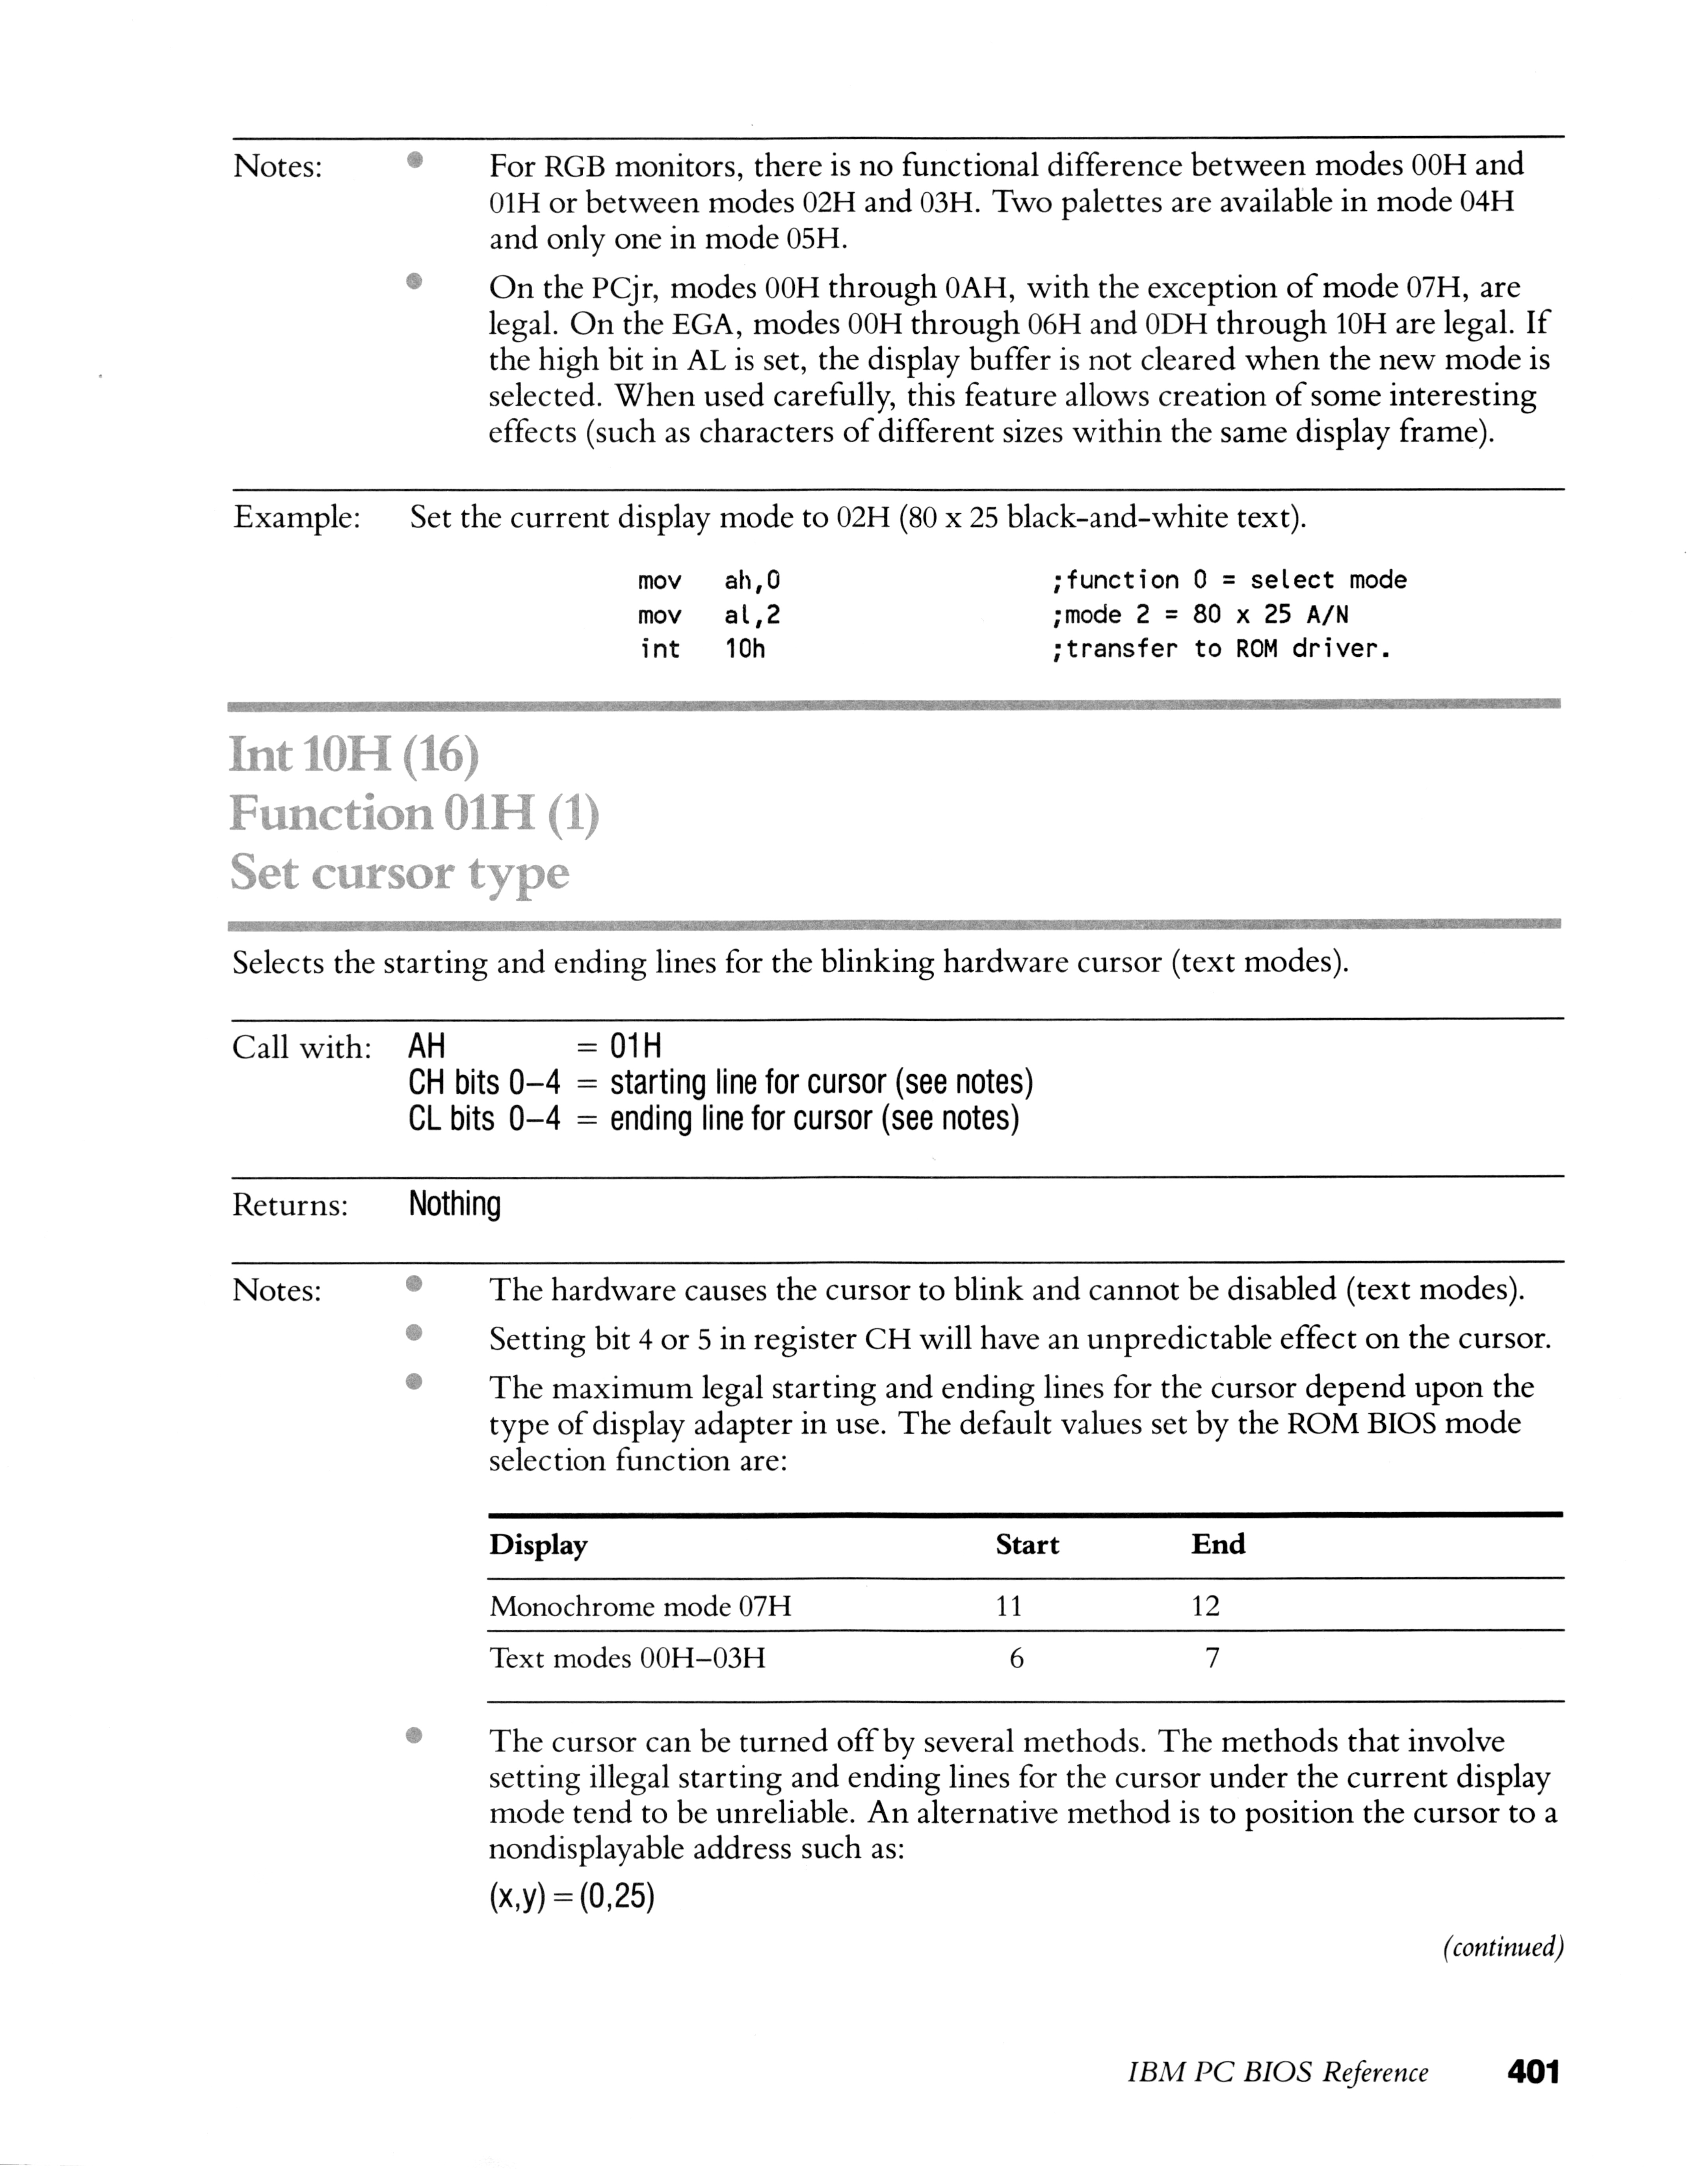 Notes: • For RGB monitors, there is no functional difference between modes 00H and
01H or between modes 02H and 03H. Two palettes are available in mode 04H
and only one in mode 05H.
• On the PCjr, modes 00H through 0AH, with the exception of mode 07H, are
legal. On the EGA, modes 00H through 06H and 0DH through 10H are legal. If
the high bit in AL is set, the display buffer is not cleared when the new mode is
selected. When used carefully, this feature allows creation of some interesting
effects (such as characters of different sizes within the same display frame).
Example: Set the current display mode to 02H (80 x 25 black-and-white text).
mov ah,0 ;function 0 = select mode
mov al,2 ;mode 2 = 80 x 25 A/N
int 10h ;transfer to ROM driver.
Int 10H (16)
Function 01H (1)
Set cursor type
Selects the starting and ending lines for the blinking hardware cursor (text modes).
Call with: AH = 01H
CH bits 0–4 = starting line for cursor (see notes)
CL bits 0–4 = ending line for cursor (see notes)
Returns: Nothing
Notes: • The hardware causes the cursor to blink and cannot be disabled (text modes).
• Setting bit 4 or 5 in register CH will have an unpredictable effect on the cursor.
• The maximum legal starting and ending lines for the cursor depend upon the
type of display adapter in use. The default values set by the ROM BIOS mode
selection function are:
Display Start End
Monochrome mode 07H 11 12
Text modes 00H–03H 6 7
• The cursor can be turned off by several methods. The methods that involve
setting illegal starting and ending lines for the cursor under the current display
mode tend to be unreliable. An alternative method is to position the cursor to a
nondisplayable address such as:
(x,y) = (0,25)
(continued)
IBM PC BIOS Reference 401